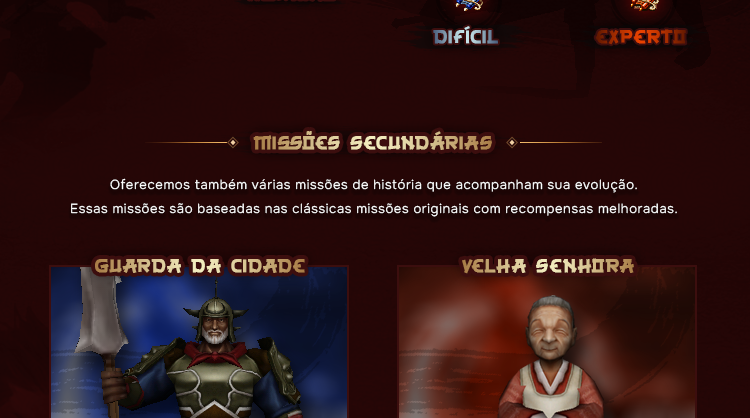 DIFÍCIL
EXPERTO
MISSÕES SECUNDÁRIAS
Oferecemos também várias missões de história que acompanham sua evolução.
Essas missões são baseadas nas clássicas missões originais com recompensas melhoradas.
GUARDA DA CIDADE
VELHA SENHORA